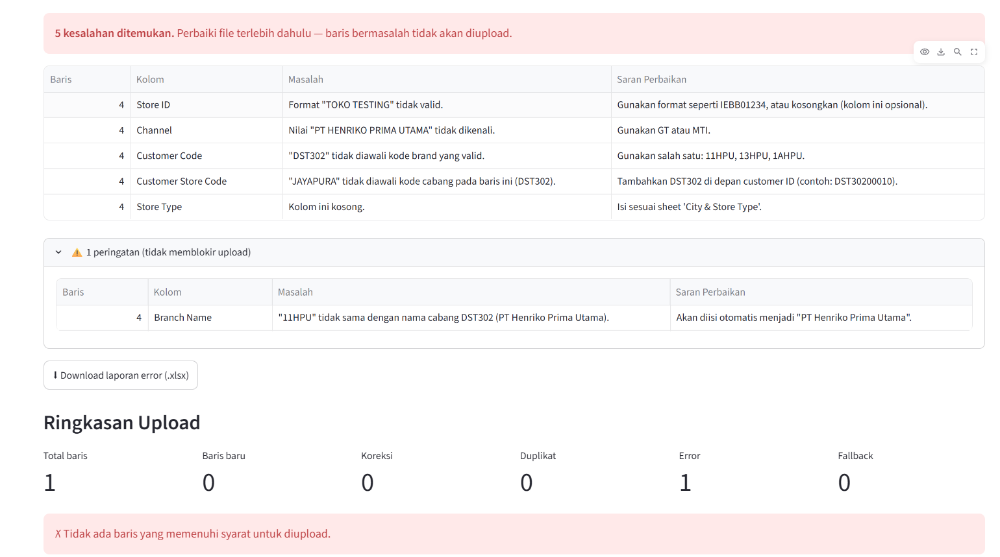 5 kesalahan ditemukan. Perbaiki file terlebih dahulu — baris bermasalah tidak akan diupload.
Baris Kolom Masalah Saran Perbaikan
4 Store ID Format "TOKO TESTING" tidak valid. Gunakan format seperti IEBB01234, atau kosongkan (kolom ini opsional).
4 Channel Nilai "PT HENRIKO PRIMA UTAMA" tidak dikenali. Gunakan GT atau MTI.
4 Customer Code "DST302" tidak diawali kode brand yang valid. Gunakan salah satu: 11HPU, 13HPU, 1AHPU.
4 Customer Store Code "JAYAPURA" tidak diawali kode cabang pada baris ini (DST302). Tambahkan DST302 di depan customer ID (contoh: DST30200010).
4 Store Type Kolom ini kosong. Isi sesuai sheet 'City & Store Type'.
⚠️ 1 peringatan (tidak memblokir upload)
Baris Kolom Masalah Saran Perbaikan
4 Branch Name "11HPU" tidak sama dengan nama cabang DST302 (PT Henriko Prima Utama). Akan diisi otomatis menjadi "PT Henriko Prima Utama".
⬇ Download laporan error (.xlsx)
Ringkasan Upload
Total baris Baris baru Koreksi Duplikat Error Fallback
1 0 0 0 1 0
✗ Tidak ada baris yang memenuhi syarat untuk diupload.